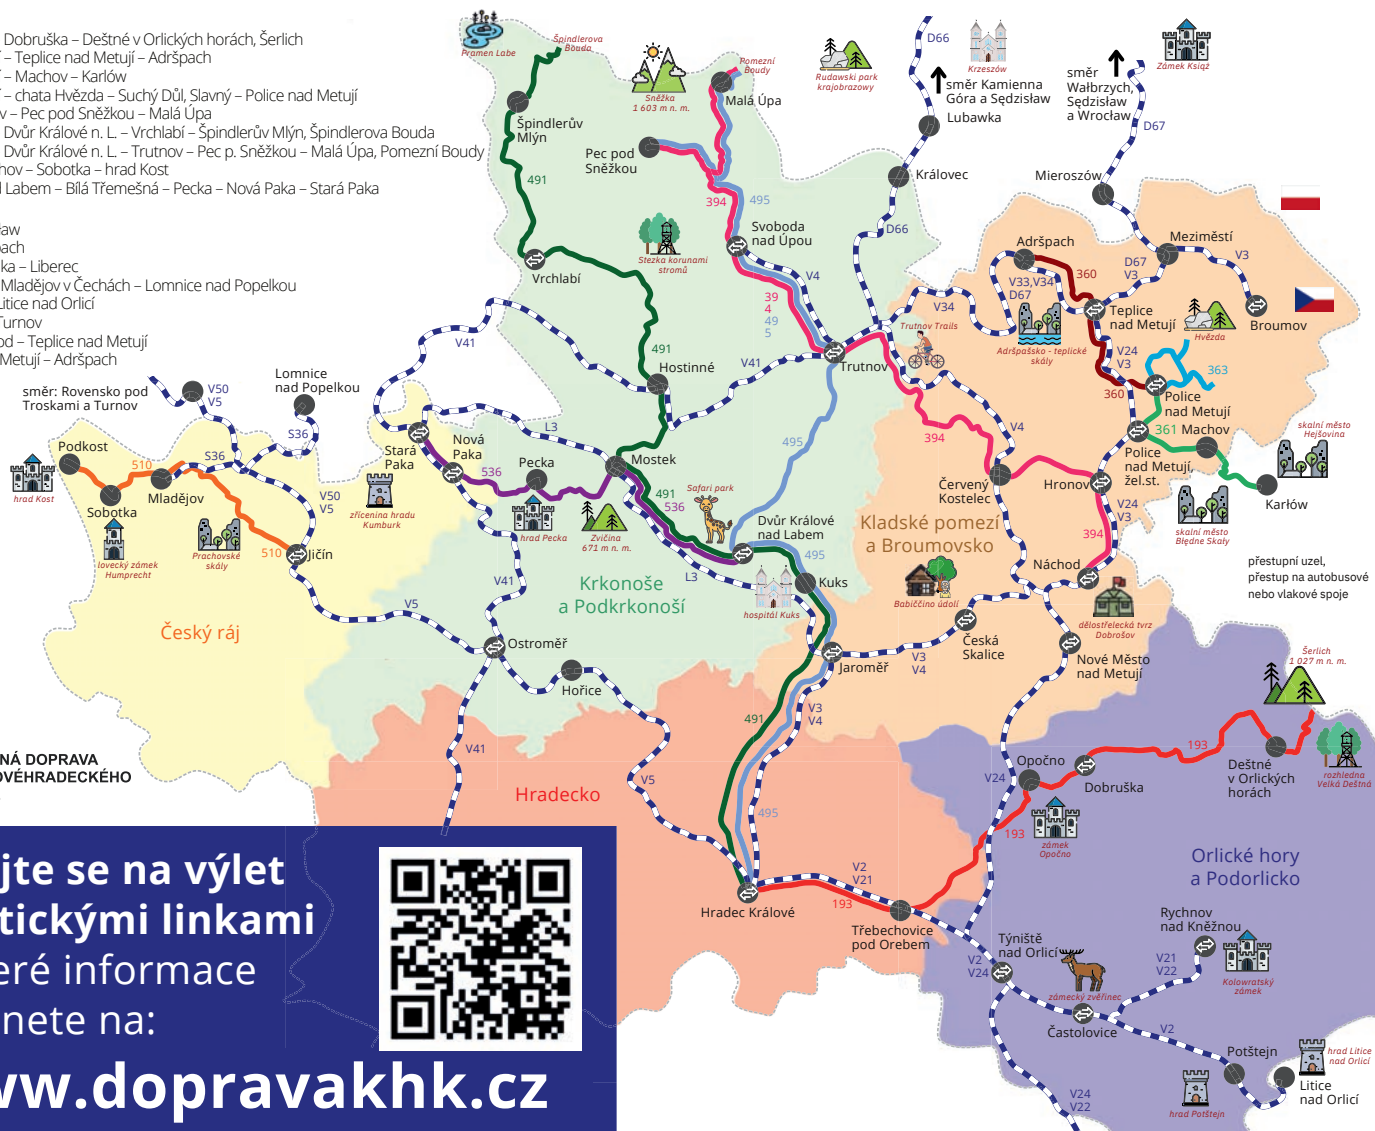 Dobruška – Deštné v Orlických horách, Šerlich
– Teplice nad Metují – Adršpach
– Machov – Karlów
– chata Hvězda – Suchý Důl, Slavný – Police nad Metují
– Pec pod Sněžkou – Malá Úpa
Dvůr Králové n. L. – Vrchlabí – Špindlerův Mlýn, Špindlerova Bouda
Dvůr Králové n. L. – Trutnov – Pec p. Sněžkou – Malá Úpa, Pomezní Boudy
– Sobotka – hrad Kost
Labem – Bílá Třemešná – Pecka – Nová Paka – Stará Paka
– Liberec
Mladějov v Čechách – Lomnice nad Popelkou
Litice nad Orlicí
Turnov
– Teplice nad Metují
Metují – Adršpach
Pramen Labe
Špindlerova
Bouda
Sněžka
1 603 m n. m.
Pomezní
Boudy
Malá Úpa
Rudawski park
krajobrazowy
D66
Krzeszów
směr Kamienna
Góra a Sędzisław
Lubawka
směr
Wałbrzych,
Sędzisław
a Wrocław
Zámek Książ
D67
Špindlerův
Mlýn
Pec pod
Sněžkou
491
394
495
Královec
Mieroszów
D66
Stezka korunami
stromů
Svoboda
nad Úpou
Vrchlabí
V4
39
4
49
5
Adršpach
Meziměstí
D67
V3
V3
V33,V34
D67
360
V34
Teplice
nad Metují
Hvězda
Broumov
Trutnov Trails
Adršpašsko - teplické
skály
V41
491
Hostinné
V41
Trutnov
V24
V3
363
360
Police
nad Metují
směr: Rovensko pod
Troskami a Turnov
V50
V5
Lomnice
nad Popelkou
S36
Podkost
hrad Kost
510
S36
Mladějov
Sobotka
lovecký zámek
Humprecht
Prachovské
skály
510
Jičín
V50
V5
Stará
Paka
Nová
Paka
L3
536
Pecka
Mostek
zřícenina hradu
Kumburk
hrad Pecka
Zvičina
671 m n. m.
491
536
Safari park
495
394
V4
361
Machov
skalní město
Hejšovina
Police
nad Metují,
žel.st.
Červený
Kostelec
Hronov
Karłów
V24
V3
skalní město
Błędne Skały
Dvůr Králové
nad Labem
495
Kladské pomezí
a Broumovsko
394
Náchod
přestupní uzel,
přestup na autobusové
nebo vlakové spoje
Krkonoše
a Podkrkonoší
L3
Kuks
hospitál Kuks
Babiččino údolí
dělostřelecká tvrz
Dobrošov
V41
V5
Český ráj
Ostroměř
Hořice
Jaroměř
V3
V4
Česká
Skalice
Nové Město
nad Metují
Šerlich
1 027 m n. m.
V3
V4
491
V41
V5
Hradecko
495
V24
Opočno
Dobruška
193
Deštné
v Orlických
horách
rozhledna
Velká Deštná
193
zámek
Opočno
NÁ DOPRAVA
OVÉHRADECKÉHO
Orlické hory
a Podorlicko
V2
V21
193
Hradec Králové
Třebechovice
pod Orebem
Rychnov
nad Kněžnou
Týniště
nad Orlicí
V2
V24
V21
V22
Kolowratský
zámek
zámecký zvěřinec
Častolovice
V2
Potštejn
hrad Litice
nad Orlicí
Litice
nad Orlicí
hrad Potštejn
V24
V22
jte se na výlet
tickými linkami
eré informace
nete na:
ww.dopravakhk.cz